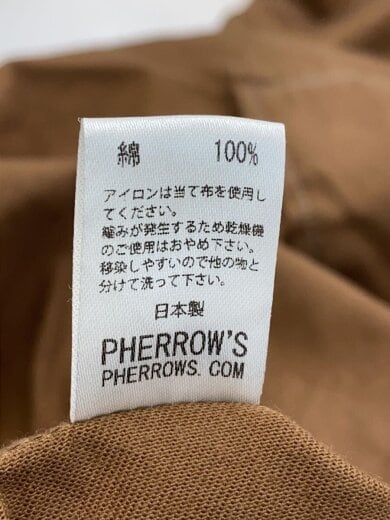 綿 100%
アイロンは当て布を使用し
てください。
縮みが発生するため乾燥機
のご使用はおやめ下さい。
移染しやすいので他の物と
分けて洗って下さい。
日本製
PHERROW'S
PHERROWS. COM